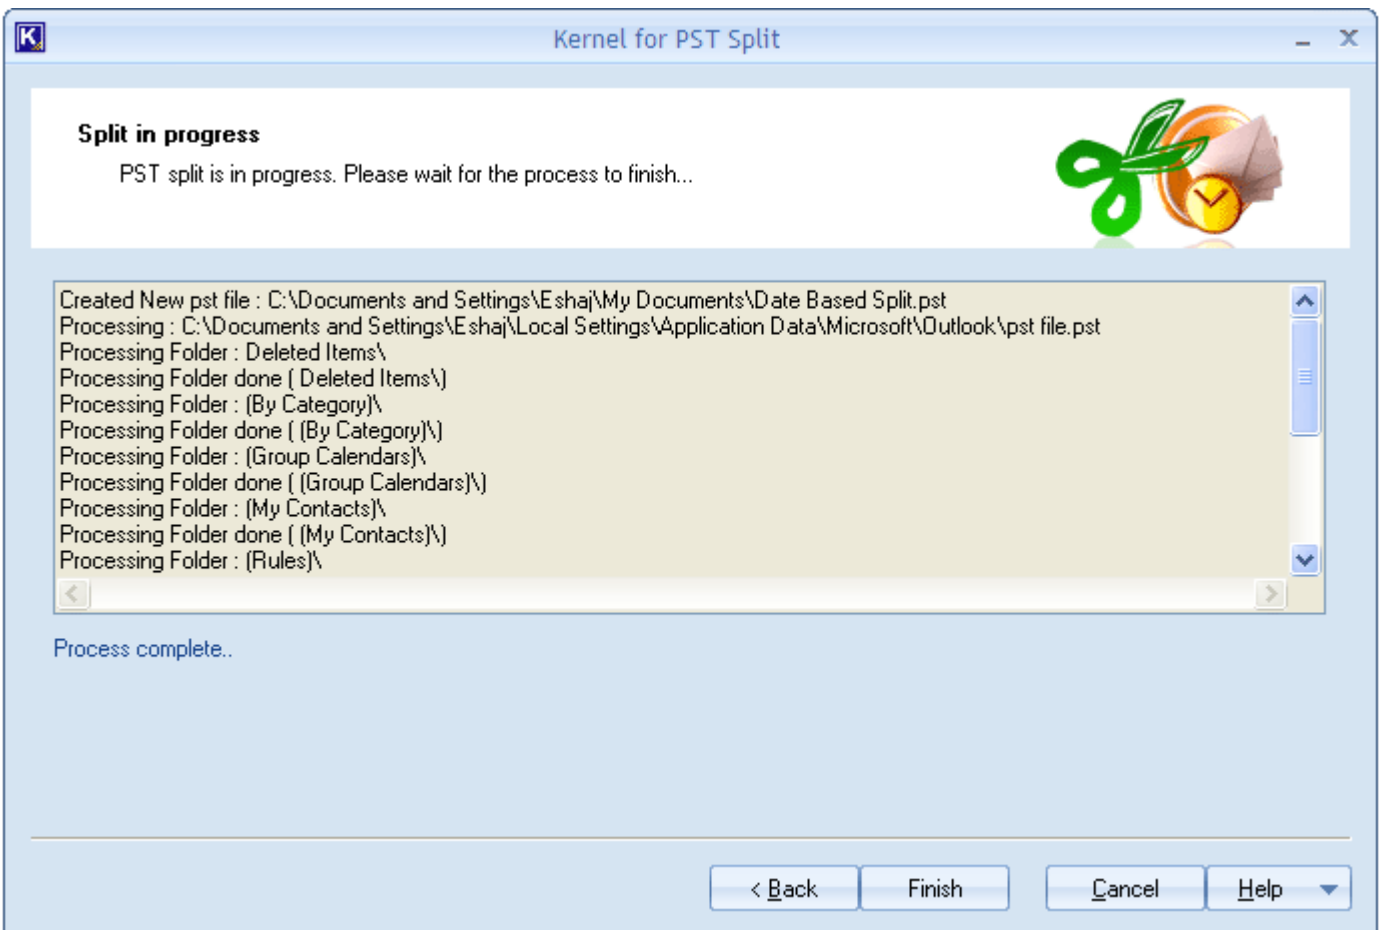 K
Kernel for PST Split
Split in progress
PST split is in progress. Please wait for the process to finish...
Created New pst file : C:\Documents and Settings\Eshaj\My Documents\Date Based Split.pst
Processing : C:\Documents and Settings\Eshaj\Local Settings\Application Data\Microsoft\Outlook\pst file.pst
Processing Folder : Deleted Items\
Processing Folder done ( Deleted Items\)
Processing Folder : (By Category)\
Processing Folder done ( (By Category)\)
Processing Folder : (Group Calendars)\
Processing Folder done ( (Group Calendars)\)
Processing Folder : (My Contacts)\
Processing Folder done ( (My Contacts)\)
Processing Folder : (Rules)\
Process complete..
< Back Finish Cancel Help